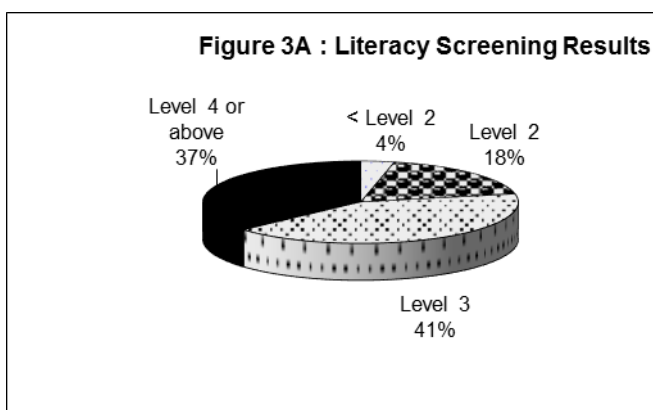 Figure 3A : Literacy Screening Results
Level 4 or
above
37%
< Level 2
4%
Level 2
18%
Level 3
41%